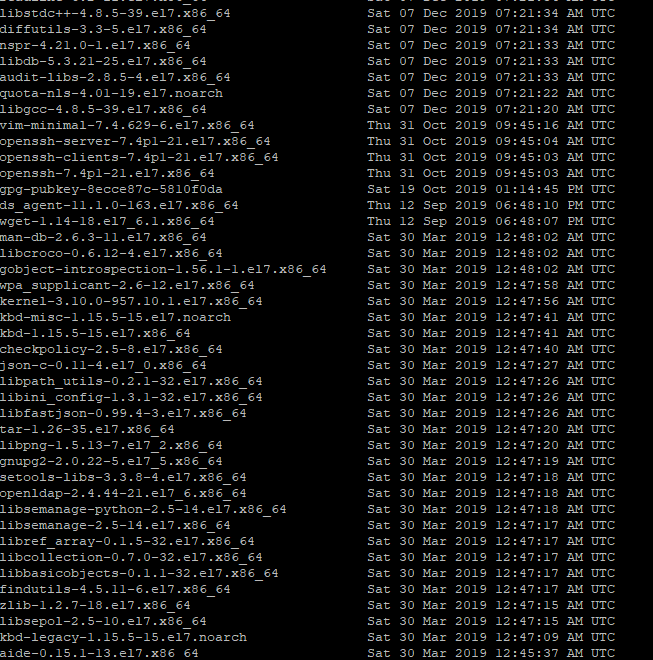 libstdc++-4.8.5-39.el7.x86_64 Sat 07 Dec 2019 07:21:34 AM UTC
diffutils-3.3-5.el7.x86_64 Sat 07 Dec 2019 07:21:34 AM UTC
nspr-4.21.0-1.el7.x86_64 Sat 07 Dec 2019 07:21:33 AM UTC
libdb-5.3.21-25.el7.x86_64 Sat 07 Dec 2019 07:21:33 AM UTC
audit-libs-2.8.5-4.el7.x86_64 Sat 07 Dec 2019 07:21:33 AM UTC
quota-nls-4.01-19.el7.noarch Sat 07 Dec 2019 07:21:22 AM UTC
libgcc-4.8.5-39.el7.x86_64 Sat 07 Dec 2019 07:21:20 AM UTC
vim-minimal-7.4.629-6.el7.x86_64 Thu 31 Oct 2019 09:45:16 AM UTC
openssh-server-7.4p1-21.el7.x86_64 Thu 31 Oct 2019 09:45:04 AM UTC
openssh-clients-7.4p1-21.el7.x86_64 Thu 31 Oct 2019 09:45:03 AM UTC
openssh-7.4p1-21.el7.x86_64 Thu 31 Oct 2019 09:45:03 AM UTC
gpg-pubkey-8ecce87c-5810f0da Sat 19 Oct 2019 01:14:45 PM UTC
ds_agent-11.1.0-163.el7.x86_64 Thu 12 Sep 2019 06:48:10 PM UTC
wget-1.14-18.el7_6.1.x86_64 Thu 12 Sep 2019 06:48:07 PM UTC
man-db-2.6.3-11.el7.x86_64 Sat 30 Mar 2019 12:48:02 AM UTC
libcroco-0.6.12-4.el7.x86_64 Sat 30 Mar 2019 12:48:02 AM UTC
gobject-introspection-1.56.1-1.el7.x86_64 Sat 30 Mar 2019 12:48:02 AM UTC
wpa_supplicant-2.6-12.el7.x86_64 Sat 30 Mar 2019 12:47:58 AM UTC
kernel-3.10.0-957.10.1.el7.x86_64 Sat 30 Mar 2019 12:47:56 AM UTC
kbd-misc-1.15.5-15.el7.noarch Sat 30 Mar 2019 12:47:41 AM UTC
kbd-1.15.5-15.el7.x86_64 Sat 30 Mar 2019 12:47:41 AM UTC
checkpolicy-2.5-8.el7.x86_64 Sat 30 Mar 2019 12:47:40 AM UTC
json-c-0.11-4.el7_0.x86_64 Sat 30 Mar 2019 12:47:27 AM UTC
libpath_utils-0.2.1-32.el7.x86_64 Sat 30 Mar 2019 12:47:26 AM UTC
libini_config-1.3.1-32.el7.x86_64 Sat 30 Mar 2019 12:47:26 AM UTC
libfastjson-0.99.4-3.el7.x86_64 Sat 30 Mar 2019 12:47:26 AM UTC
tar-1.26-35.el7.x86_64 Sat 30 Mar 2019 12:47:20 AM UTC
libpng-1.5.13-7.el7_2.x86_64 Sat 30 Mar 2019 12:47:20 AM UTC
gnupg2-2.0.22-5.el7_5.x86_64 Sat 30 Mar 2019 12:47:19 AM UTC
setools-libs-3.3.8-4.el7.x86_64 Sat 30 Mar 2019 12:47:18 AM UTC
openldap-2.4.44-21.el7_6.x86_64 Sat 30 Mar 2019 12:47:18 AM UTC
libsemanage-python-2.5-14.el7.x86_64 Sat 30 Mar 2019 12:47:18 AM UTC
libsemanage-2.5-14.el7.x86_64 Sat 30 Mar 2019 12:47:17 AM UTC
libref_array-0.1.5-32.el7.x86_64 Sat 30 Mar 2019 12:47:17 AM UTC
libcollection-0.7.0-32.el7.x86_64 Sat 30 Mar 2019 12:47:17 AM UTC
libbasicobjects-0.1.1-32.el7.x86_64 Sat 30 Mar 2019 12:47:17 AM UTC
findutils-4.5.11-6.el7.x86_64 Sat 30 Mar 2019 12:47:17 AM UTC
zlib-1.2.7-18.el7.x86_64 Sat 30 Mar 2019 12:47:15 AM UTC
libsepol-2.5-10.el7.x86_64 Sat 30 Mar 2019 12:47:15 AM UTC
kbd-legacy-1.15.5-15.el7.noarch Sat 30 Mar 2019 12:47:09 AM UTC
aide-0.15.1-13.el7.x86_64 Sat 30 Mar 2019 12:45:37 AM UTC